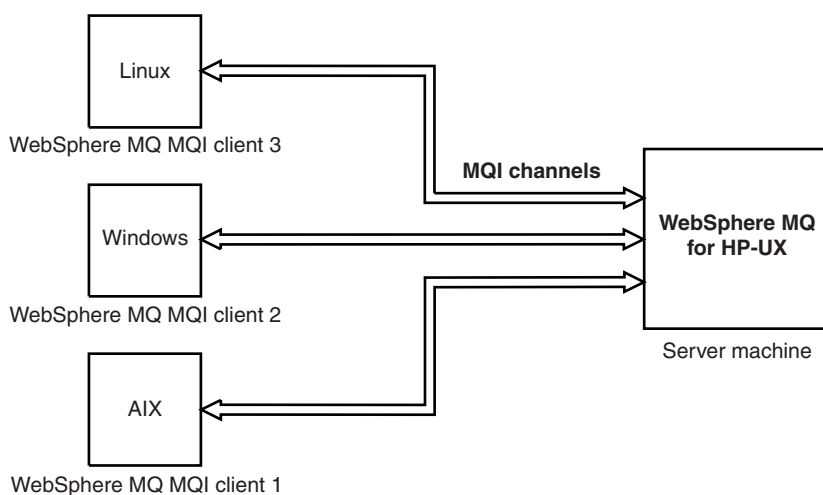 Linux
WebSphere MQ MQI client 3
MQI channels
Windows
WebSphere MQ MQI client 2
WebSphere MQ
for HP-UX
Server machine
AIX
WebSphere MQ MQI client 1